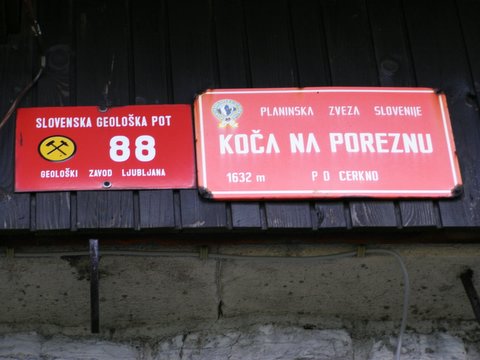 SLOVENSKA GEOLOŠKA POT
88
GEOLOŠKI ZAVOD LJUBLJANA
PLANINSKA ZVEZA SLOVENIJE
KOČA NA POREZNU
1632 m P D CERKNO